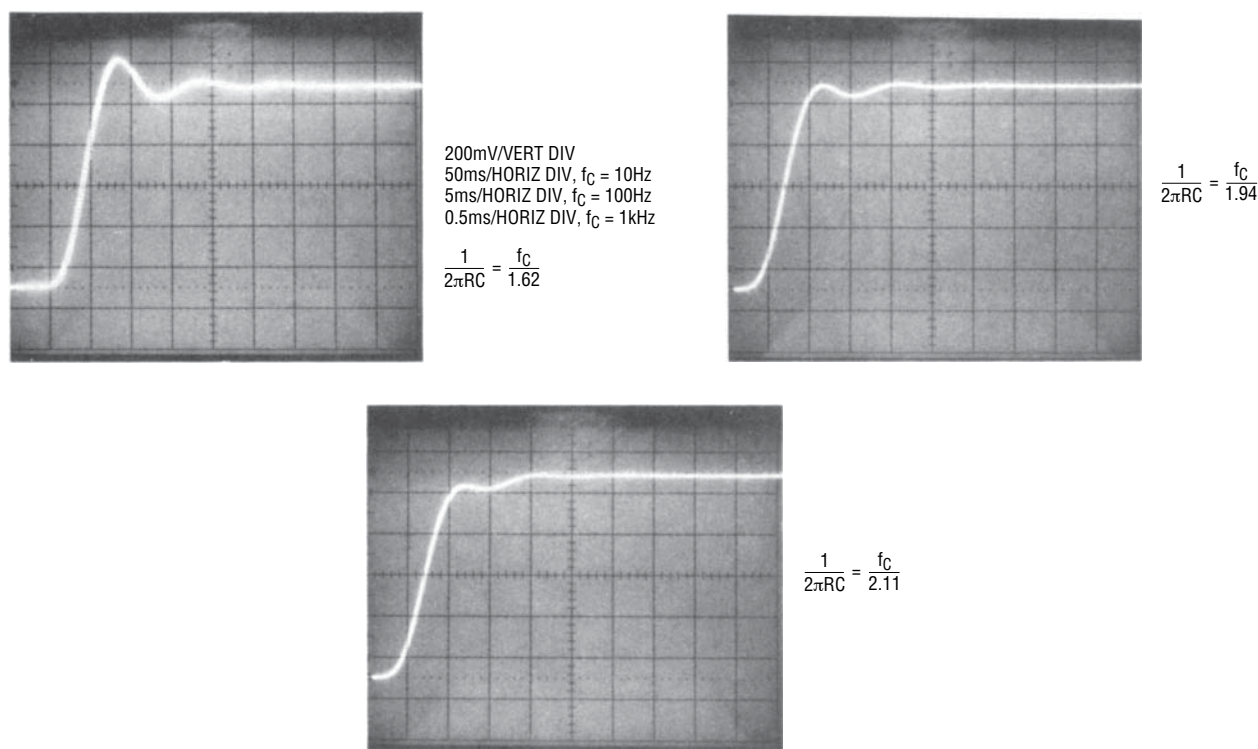 200mV/VERT DIV
50ms/HORIZ DIV, fC = 10Hz
5ms/HORIZ DIV, fC = 100Hz
0.5ms/HORIZ DIV, fC = 1kHz
1/2πRC = fC/1.62
1/2πRC = fC/1.94
1/2πRC = fC/2.11